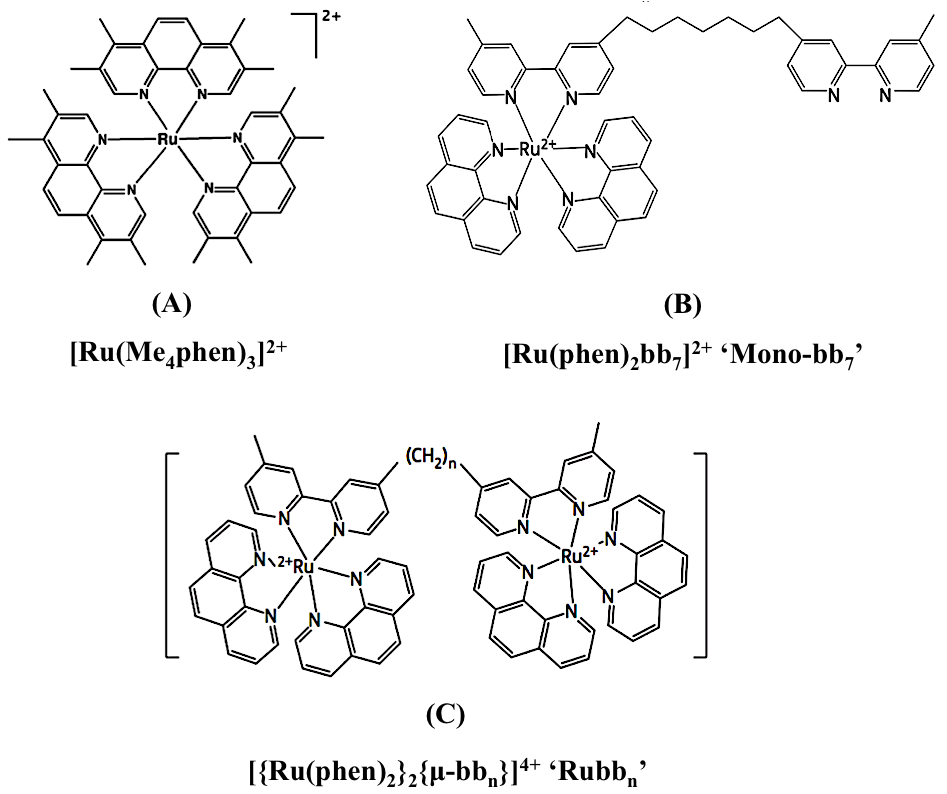 2+
Ru
N N N N N N
(A)
[Ru(Me₄phen)₃]²⁺
N N N N
Ru²⁺
N N N N
(B)
[Ru(phen)₂bb₇]²⁺ ‘Mono-bb₇’
(CH₂)ₙ
N N N N
²⁺Ru Ru²⁺
N N N N N N N N
(C)
[{Ru(phen)₂}₂{μ-bbₙ}]⁴⁺ ‘Rubbₙ’